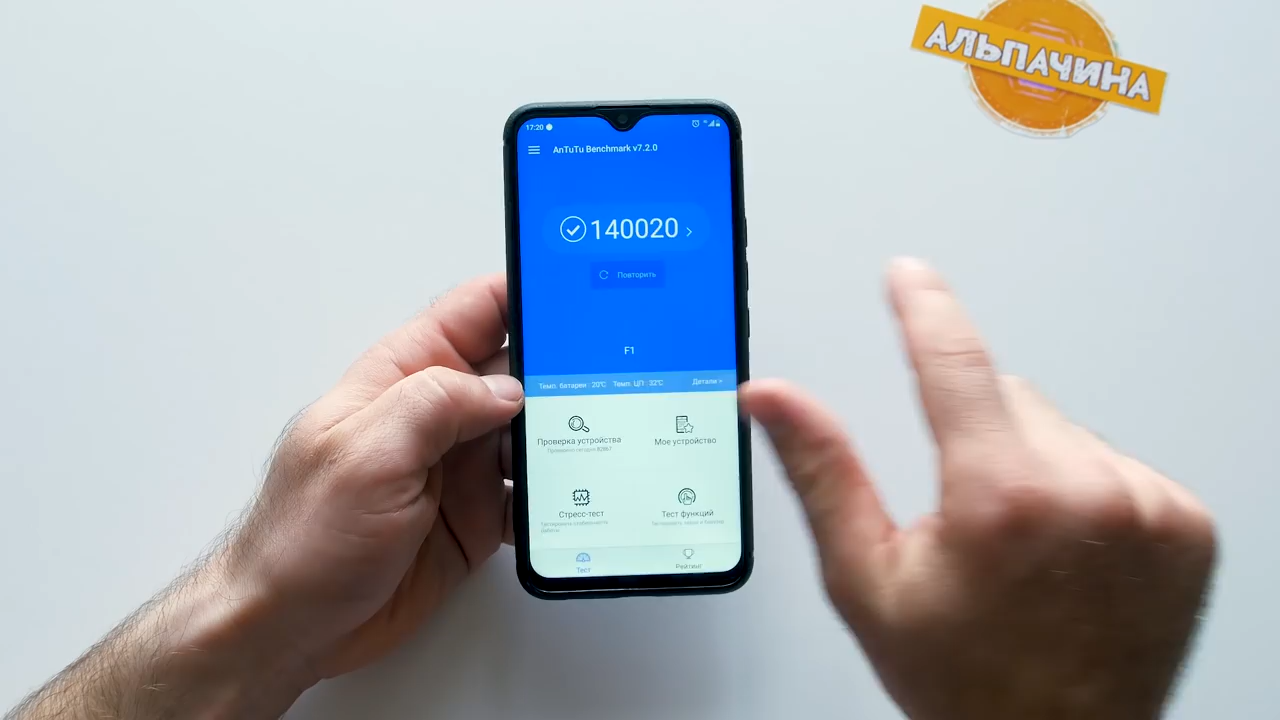 АЛЬПАЧИНА
17:20
AnTuTu Benchmark v7.2.0
140020
Повторить
F1
Темп. батареи: 20℃ Темп. ЦП: 32℃ Детали >
Проверка устройства
Мое устройство
Стресс-тест
Тест функций
Тест
Рейтинг